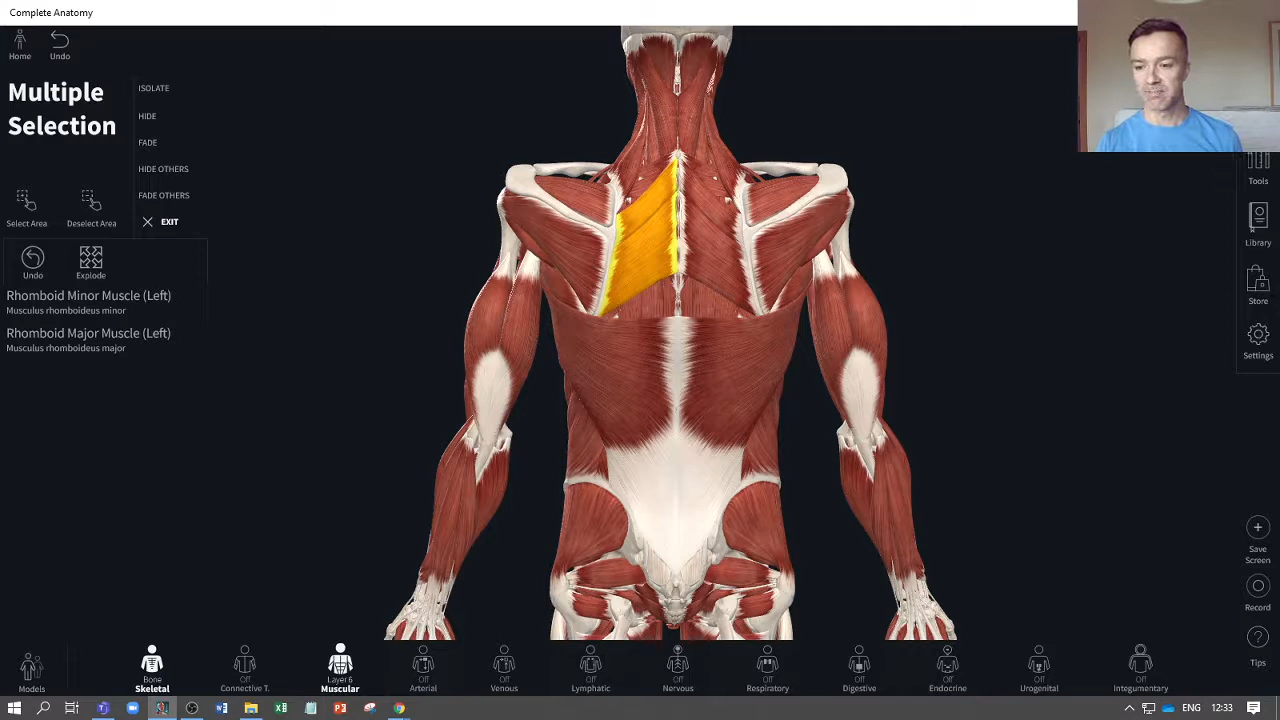 Complete Anatomy
Home
Undo
Multiple
Selection
ISOLATE
HIDE
FADE
HIDE OTHERS
FADE OTHERS
EXIT
Select Area
Deselect Area
Undo
Explode
Rhomboid Minor Muscle (Left)
Musculus rhomboideus minor
Rhomboid Major Muscle (Left)
Musculus rhomboideus major
Tools
Library
Store
Settings
Save
Screen
Record
Tips
Models
Bone
Skeletal
Off
Connective T.
Layer 6
Muscular
Off
Arterial
Off
Venous
Off
Lymphatic
Off
Nervous
Off
Respiratory
Off
Digestive
Off
Endocrine
Off
Urogenital
Off
Integumentary
ENG
12:33